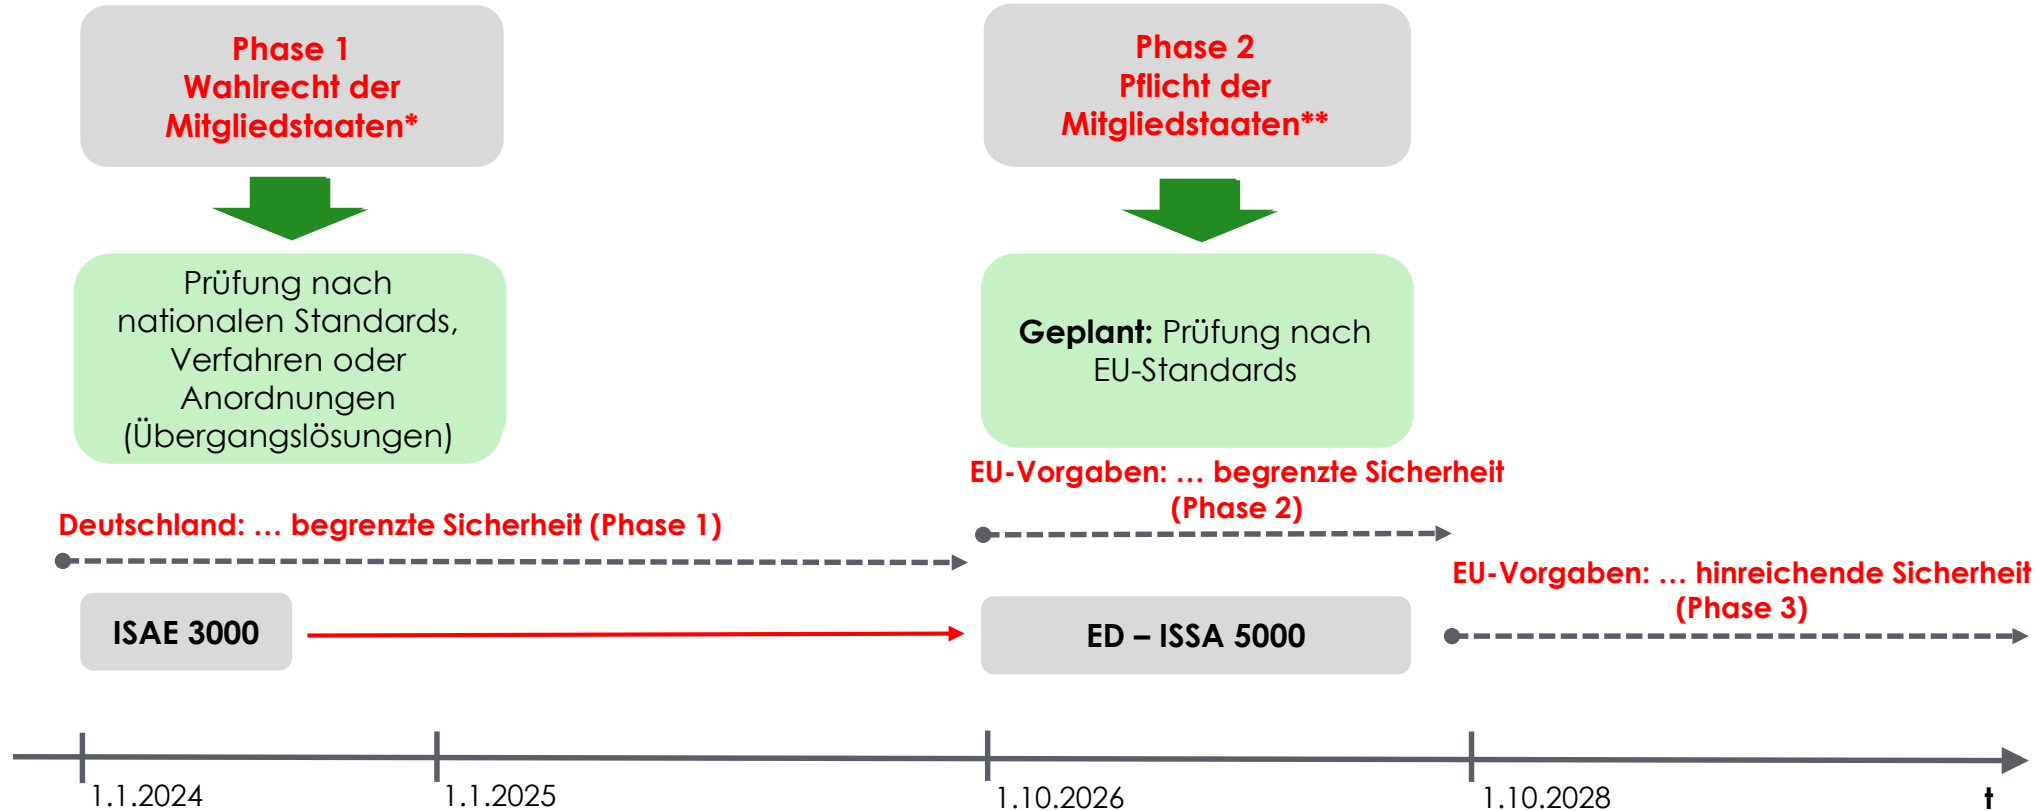 Phase 1
Wahlrecht der
Mitgliedstaaten*
Phase 2
Pflicht der
Mitgliedstaaten**
Prüfung nach
nationalen Standards,
Verfahren oder
Anordnungen
(Übergangslösungen)
Geplant: Prüfung nach
EU-Standards
EU-Vorgaben: … begrenzte Sicherheit
(Phase 2)
Deutschland: … begrenzte Sicherheit (Phase 1)
EU-Vorgaben: … hinreichende Sicherheit
(Phase 3)
ISAE 3000
ED – ISSA 5000
1.1.2024
1.1.2025
1.10.2026
1.10.2028
t